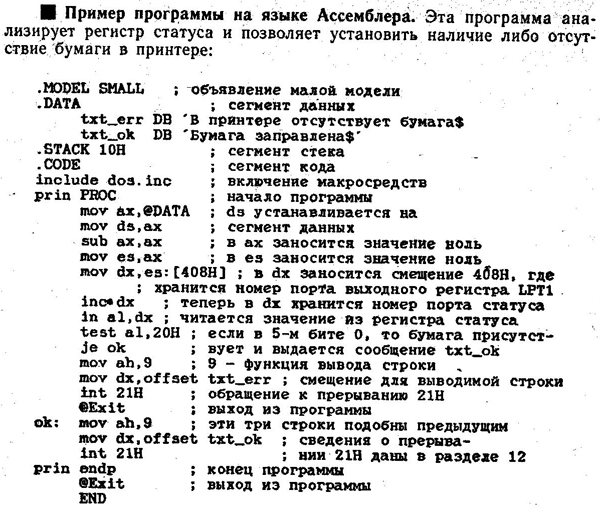 ■ Пример программы на языке Ассемблера. Эта программа ана-
лизирует регистр статуса и позволяет установить наличие либо отсут-
ствие бумаги в принтере:
.MODEL SMALL ; объявление малой модели
.DATA ; сегмент данных
txt_err DB 'В принтере отсутствует бумага$
txt_ok DB 'Бумага заправлена$'
.STACK 10H ; сегмент стека
.CODE ; сегмент кода
include dos.inc ; включение макросредств
prin PROC ; начало программы
mov ax,@DATA ; ds устанавливается на
mov ds,ax ; сегмент данных
sub ax,ax ; в ax заносится значение ноль
mov es,ax ; в es заносится значение ноль
mov dx,es:[408H] ; в dx заносится смещение 408H, где
; хранится номер порта выходного регистра LPT1
inc dx ; теперь в dx хранится номер порта статуса
in al,dx ; читается значение из регистра статуса
test al,20H ; если в 5-м бите 0, то бумага присутст-
je ok ; вует и выдается сообщение txt_ok
mov ah,9 ; 9 - функция вывода строки
mov dx,offset txt_err ; смещение для выводимой строки
int 21H ; обращение к прерыванию 21H
@Exit ; выход из программы
ok: mov ah,9 ; эти три строки подобны предыдущим
mov dx,offset txt_ok ; сведения о прерыва-
int 21H ; нии 21H даны в разделе 12
prin endp ; конец программы
@Exit ; выход из программы
END